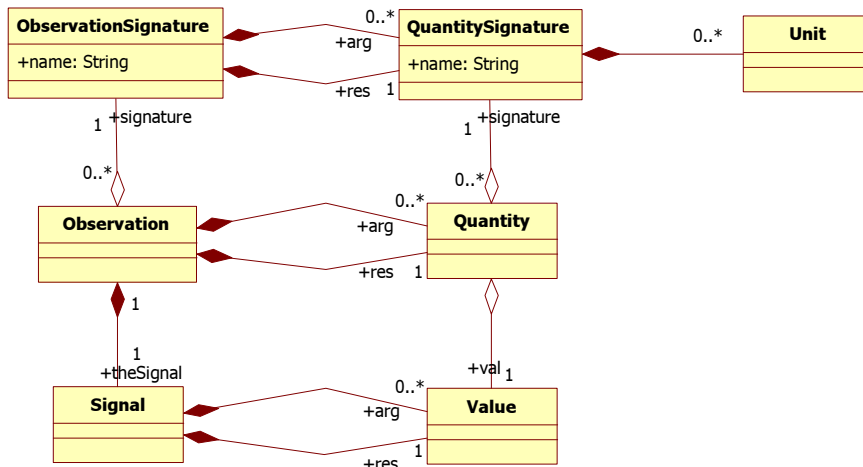 ObservationSignature
+name: String
0..*
+arg
+res
1
QuantitySignature
+name: String
0..*
Unit
+signature
1
0..*
+signature
1
0..*
Observation
0..*
+arg
+res
1
Quantity
1
1
+theSignal
+val
1
Signal
0..*
+arg
+res
1
Value